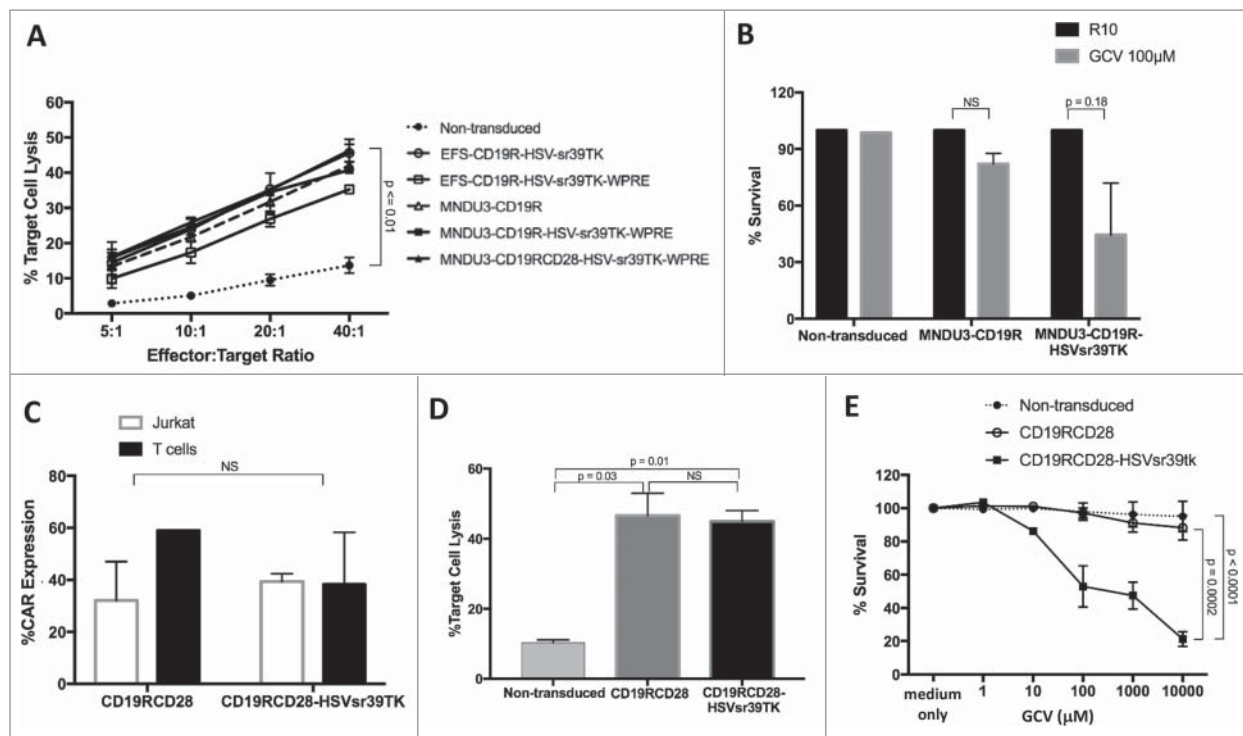 A
% Target Cell Lysis
60
50
40
30
20
10
0
5:1 10:1 20:1 40:1
Effector:Target Ratio
p <= 0.01
Non-transduced
EFS-CD19R-HSV-sr39TK
EFS-CD19R-HSV-sr39TK-WPRE
MNDU3-CD19R
MNDU3-CD19R-HSV-sr39TK-WPRE
MNDU3-CD19RCD28-HSV-sr39TK-WPRE
B
R10
GCV 100µM
% Survival
120
90
60
30
0
NS
p = 0.18
Non-transduced MNDU3-CD19R MNDU3-CD19R-
HSVsr39TK
C
Jurkat
T cells
%CAR Expression
80
60
40
20
0
NS
CD19RCD28 CD19RCD28-HSVsr39TK
D
%Target Cell Lysis
60
40
20
0
p = 0.01
p = 0.03
NS
Non-transduced CD19RCD28 CD19RCD28-
HSVsr39TK
E
Non-transduced
CD19RCD28
CD19RCD28-HSVsr39tk
% Survival
120
100
80
60
40
20
0
p = 0.0002
p < 0.0001
medium
only
1 10 100 1000 10000
GCV (µM)